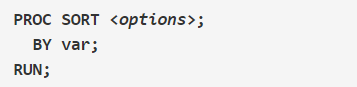 PROC SORT <options>;
  BY var;
RUN;